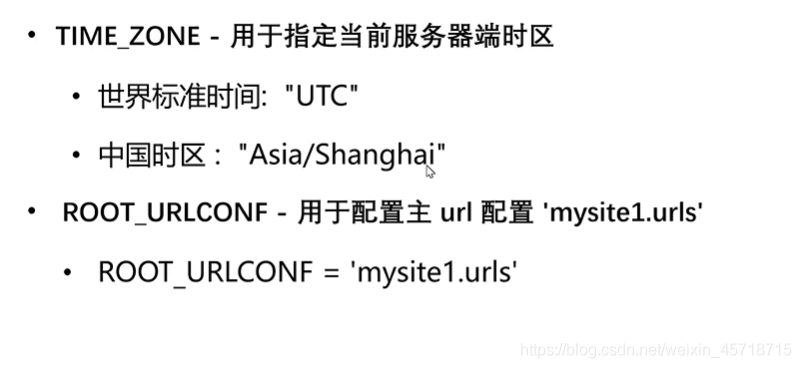 • TIME_ZONE - 用于指定当前服务器端时区
• 世界标准时间: "UTC"
• 中国时区 : "Asia/Shanghai"
• ROOT_URLCONF - 用于配置主 url 配置 'mysite1.urls'
• ROOT_URLCONF = 'mysite1.urls'
https://blog.csdn.net/weixin_45718715